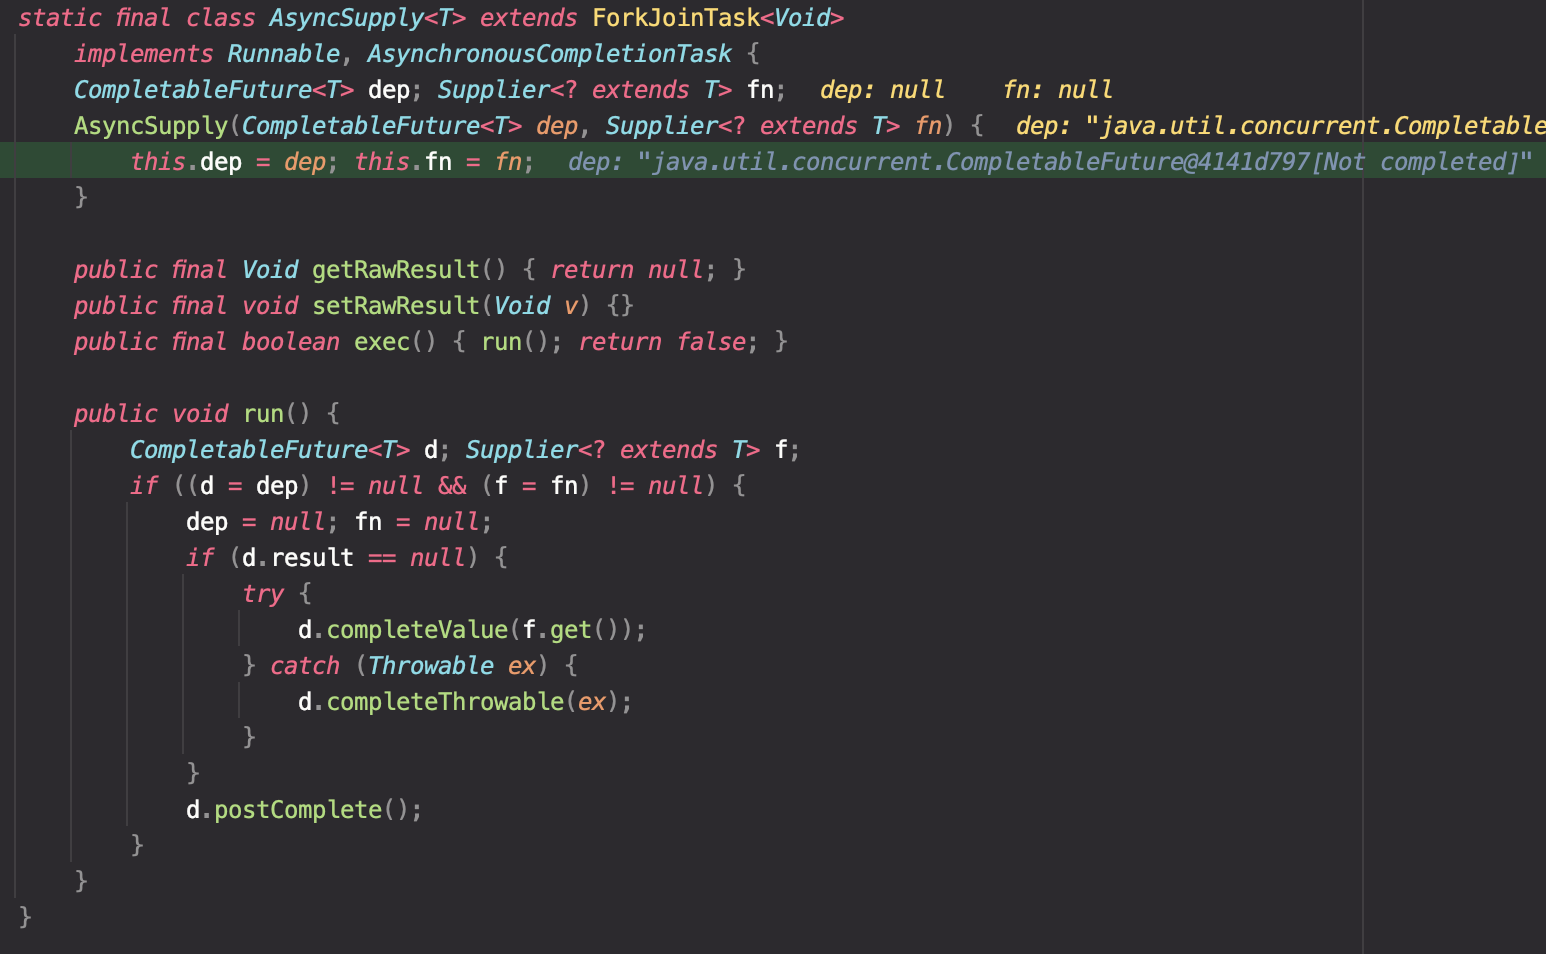 static final class AsyncSupply<T> extends ForkJoinTask<Void>
implements Runnable, AsynchronousCompletionTask {
CompletableFuture<T> dep; Supplier<? extends T> fn; dep: null fn: null
AsyncSupply(CompletableFuture<T> dep, Supplier<? extends T> fn) { dep: "java.util.concurrent.Completable
this.dep = dep; this.fn = fn; dep: "java.util.concurrent.CompletableFuture@4141d797[Not completed]"
}
public final Void getRawResult() { return null; }
public final void setRawResult(Void v) {}
public final boolean exec() { run(); return false; }
public void run() {
CompletableFuture<T> d; Supplier<? extends T> f;
if ((d = dep) != null && (f = fn) != null) {
dep = null; fn = null;
if (d.result == null) {
try {
d.completeValue(f.get());
} catch (Throwable ex) {
d.completeThrowable(ex);
}
}
d.postComplete();
}
}
}